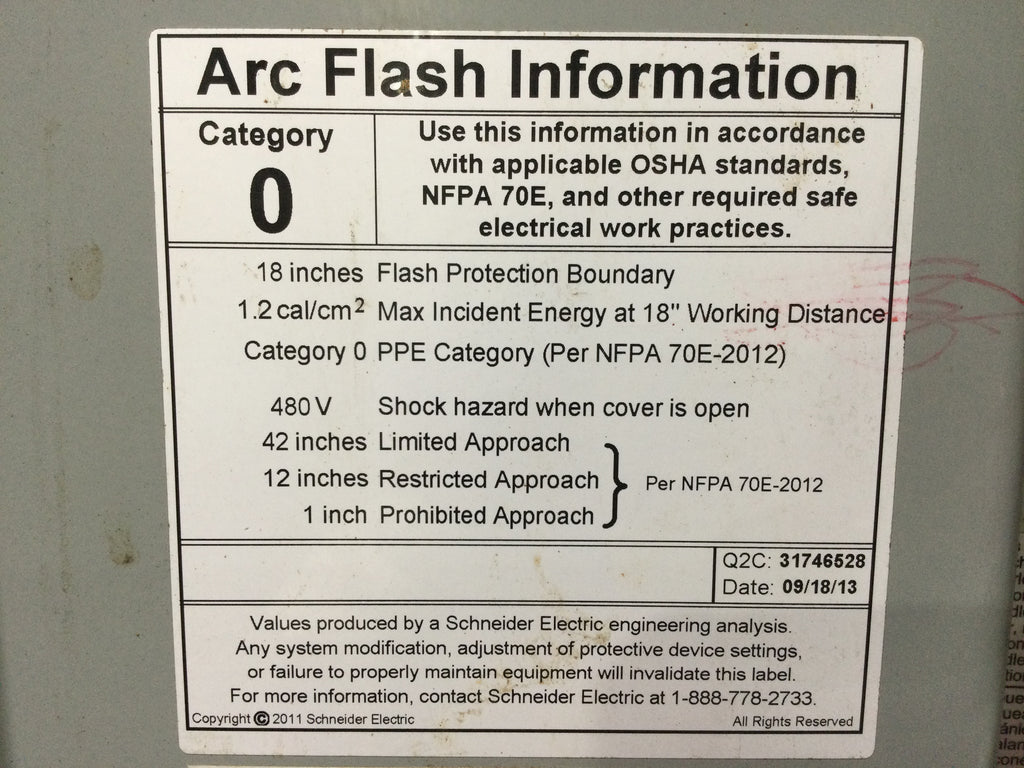 Arc Flash Information
Category
0
Use this information in accordance
with applicable OSHA standards,
NFPA 70E, and other required safe
electrical work practices.
18 inches Flash Protection Boundary
1.2 cal/cm² Max Incident Energy at 18" Working Distance
Category 0 PPE Category (Per NFPA 70E-2012)
480 V Shock hazard when cover is open
42 inches Limited Approach
12 inches Restricted Approach
1 inch Prohibited Approach
Per NFPA 70E-2012
Q2C: 31746528
Date: 09/18/13
Values produced by a Schneider Electric engineering analysis.
Any system modification, adjustment of protective device settings,
or failure to properly maintain equipment will invalidate this label.
For more information, contact Schneider Electric at 1-888-778-2733.
Copyright © 2011 Schneider Electric
All Rights Reserved